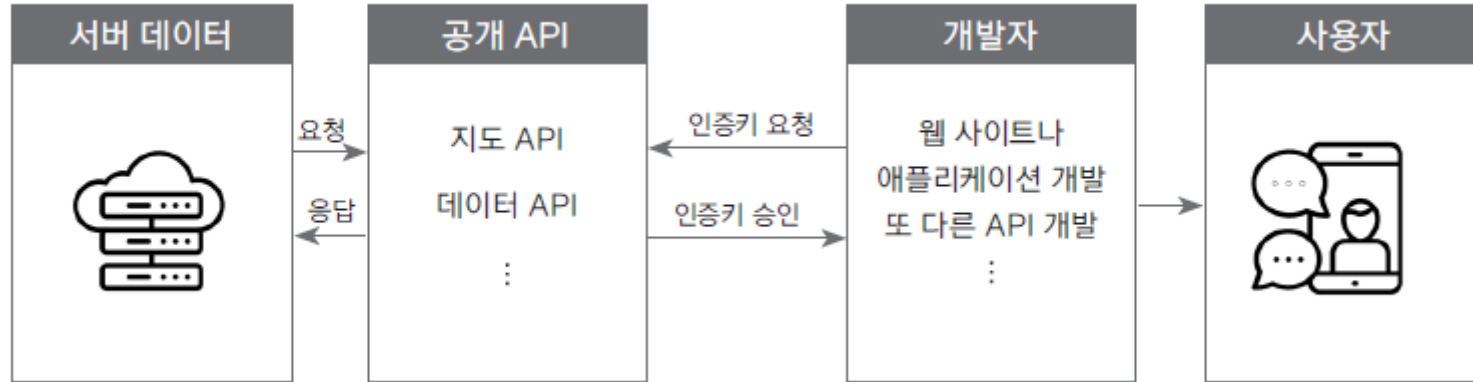 서버 데이터
공개 API
개발자
사용자
요청
응답
지도 API
데이터 API
⋮
인증키 요청
인증키 승인
웹 사이트나
애플리케이션 개발
또 다른 API 개발
⋮